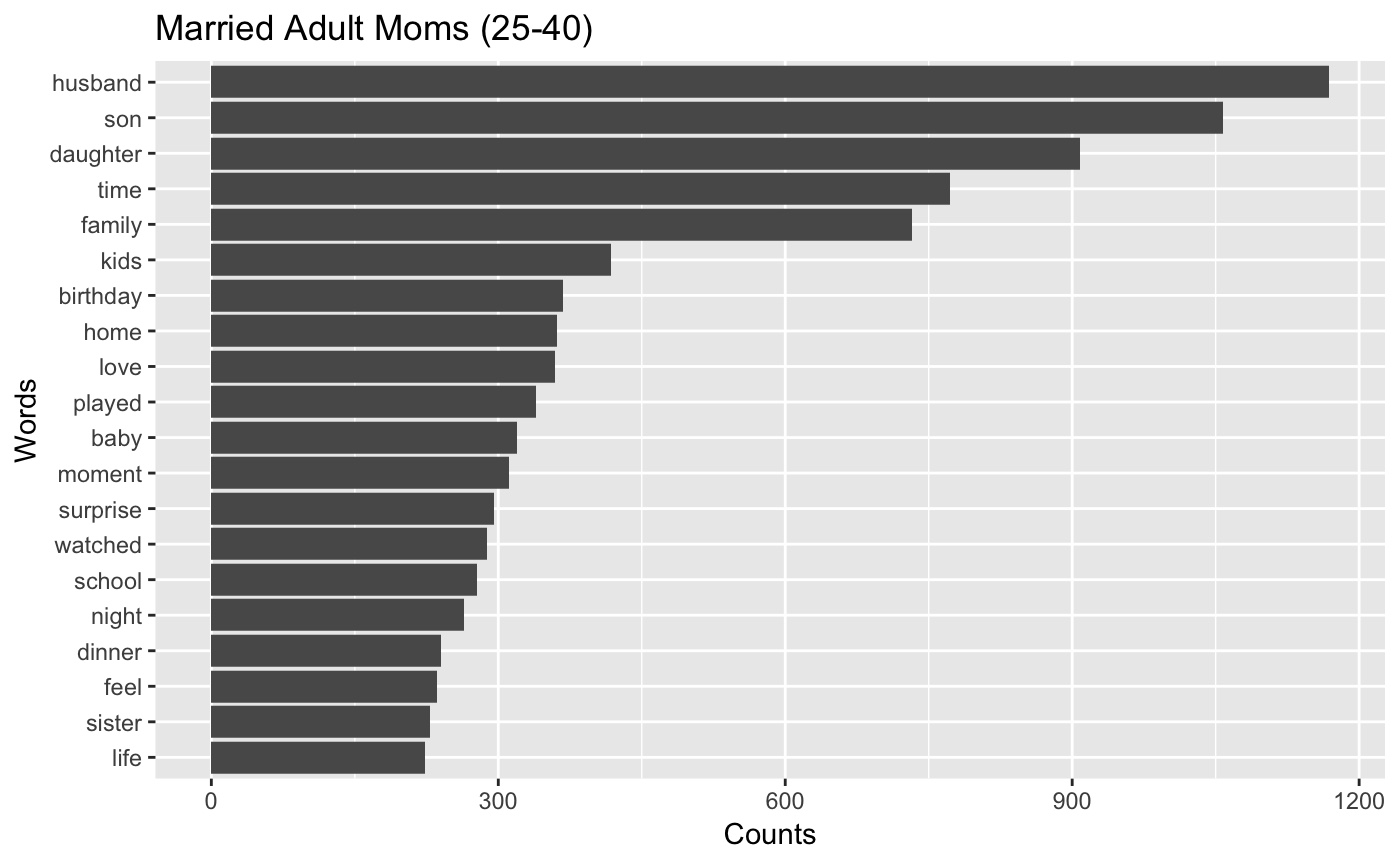 Married Adult Moms (25-40)
Words
husband
son
daughter
time
family
kids
birthday
home
love
played
baby
moment
surprise
watched
school
night
dinner
feel
sister
life
0 300 600 900 1200
Counts